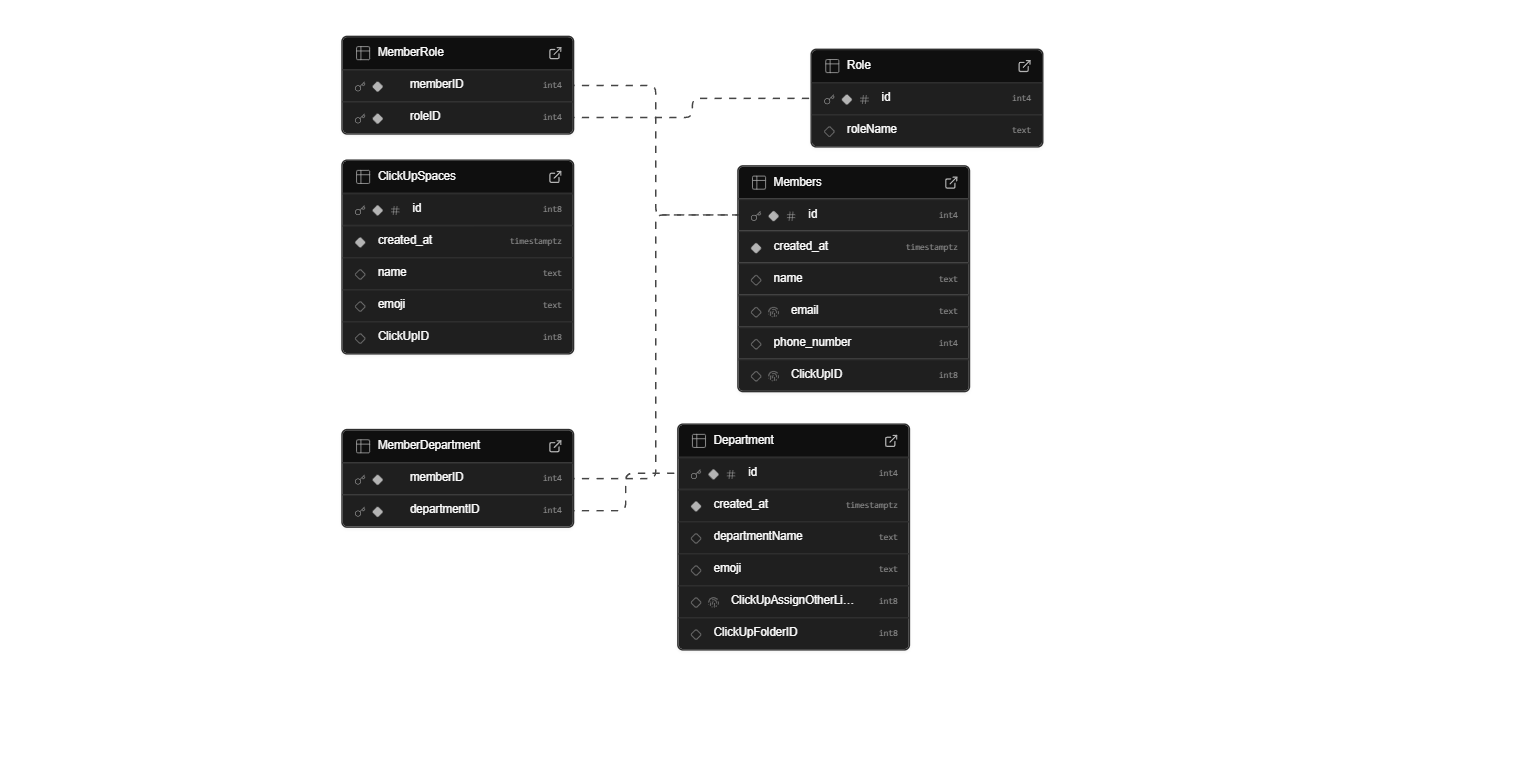 MemberRole
memberID int4
roleID int4
Role
# id int4
roleName text
ClickUpSpaces
# id int8
created_at timestamptz
name text
emoji text
ClickUpID int8
Members
# id int4
created_at timestamptz
name text
email text
phone_number int4
ClickUpID int8
MemberDepartment
memberID int4
departmentID int4
Department
# id int4
created_at timestamptz
departmentName text
emoji text
ClickUpAssignOtherLi... int8
ClickUpFolderID int8